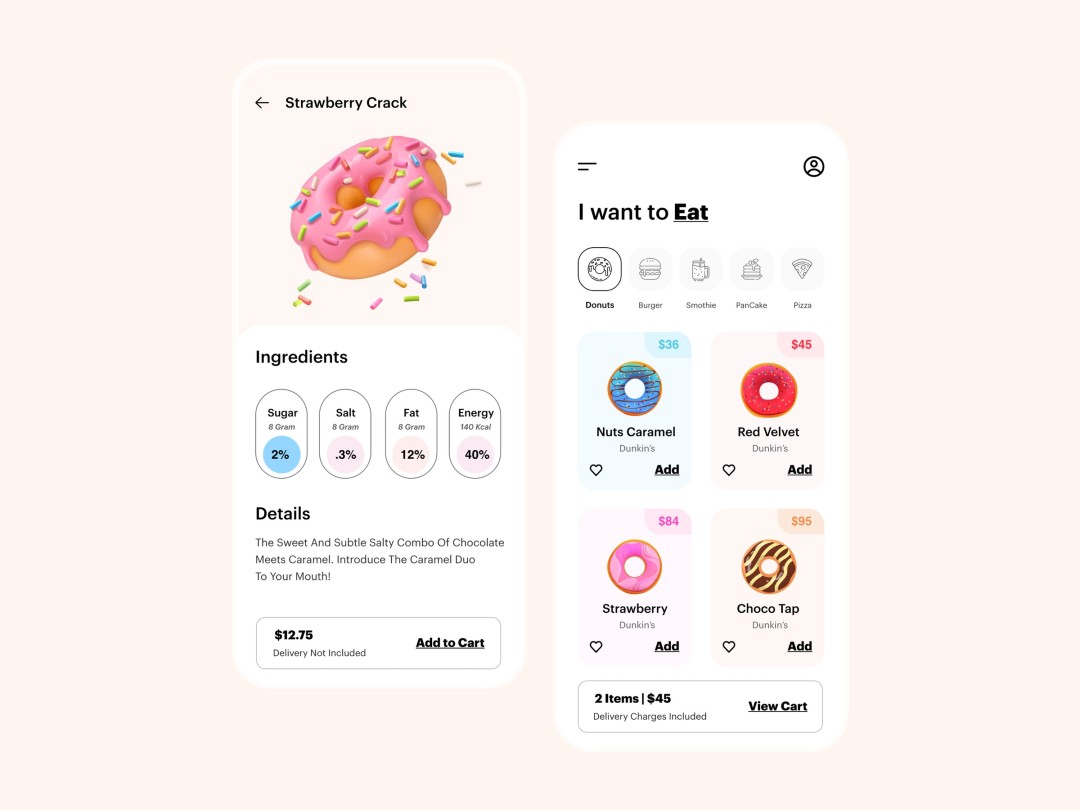 Strawberry Crack
Ingredients
Sugar Salt Fat Energy
8 Gram 8 Gram 8 Gram 140 Kcal
2% .3% 12% 40%
Details
The Sweet And Subtle Salty Combo Of Chocolate
Meets Caramel. Introduce The Caramel Duo
To Your Mouth!
$12.75
Delivery Not Included
Add to Cart
I want to Eat
Donuts Burger Smothie PanCake Pizza
$36
Nuts Caramel
Dunkin's
Add
$45
Red Velvet
Dunkin's
Add
$84
Strawberry
Dunkin's
Add
$95
Choco Tap
Dunkin's
Add
2 Items | $45
Delivery Charges Included
View Cart